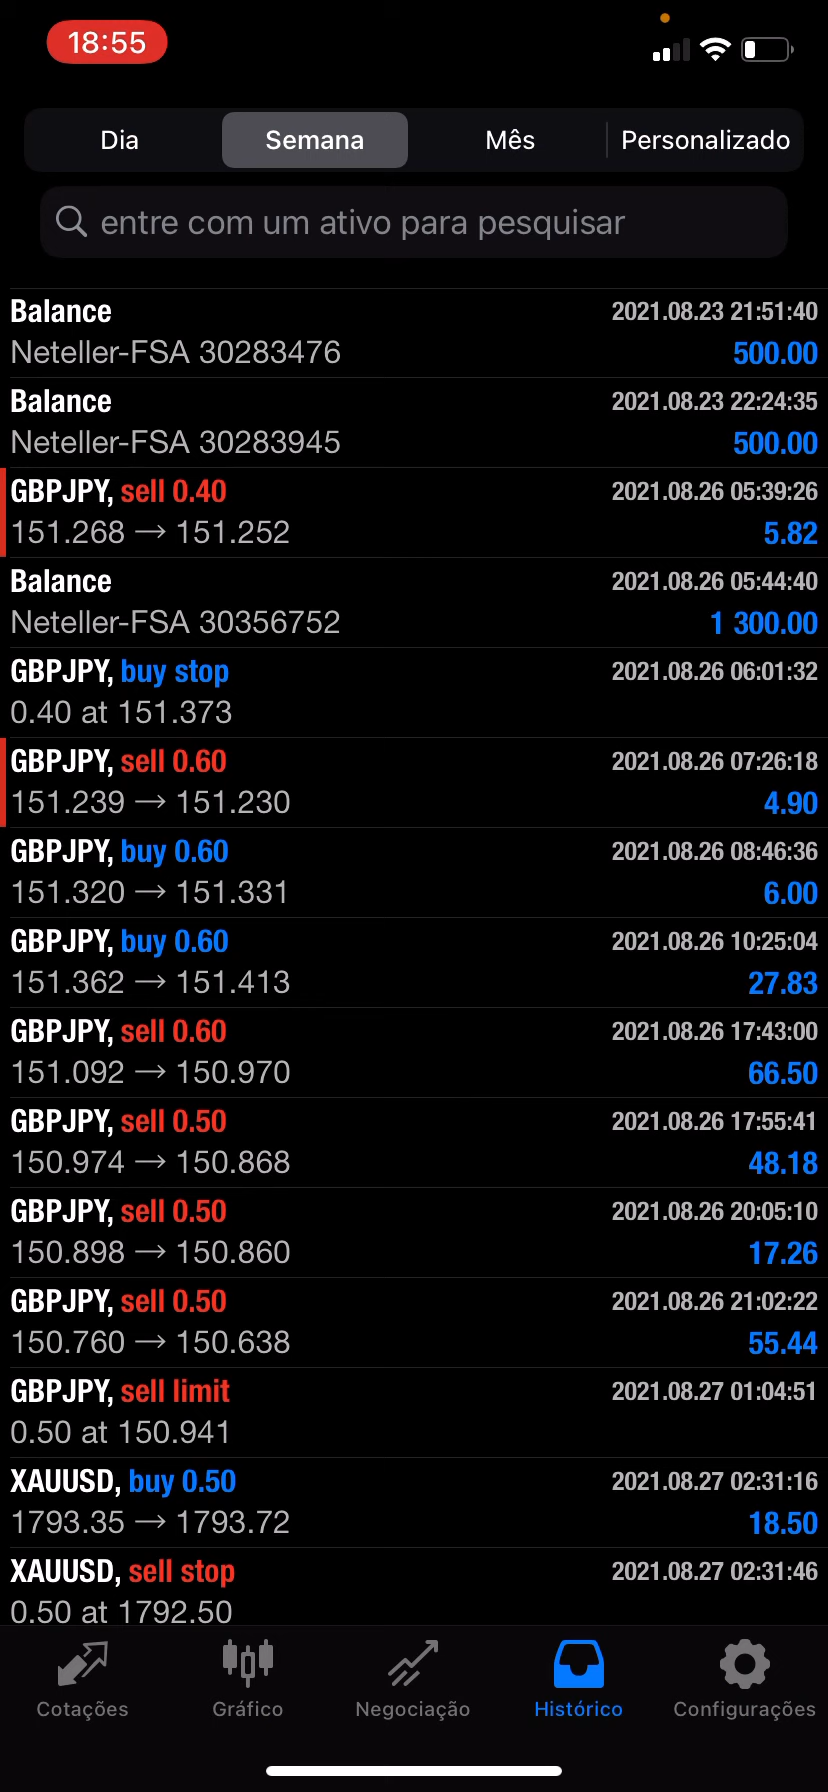 18:55
Dia Semana Mês Personalizado
entre com um ativo para pesquisar
Balance 2021.08.23 21:51:40
Neteller-FSA 30283476 500.00
Balance 2021.08.23 22:24:35
Neteller-FSA 30283945 500.00
GBPJPY, sell 0.40 2021.08.26 05:39:26
151.268 → 151.252 5.82
Balance 2021.08.26 05:44:40
Neteller-FSA 30356752 1 300.00
GBPJPY, buy stop 2021.08.26 06:01:32
0.40 at 151.373
GBPJPY, sell 0.60 2021.08.26 07:26:18
151.239 → 151.230 4.90
GBPJPY, buy 0.60 2021.08.26 08:46:36
151.320 → 151.331 6.00
GBPJPY, buy 0.60 2021.08.26 10:25:04
151.362 → 151.413 27.83
GBPJPY, sell 0.60 2021.08.26 17:43:00
151.092 → 150.970 66.50
GBPJPY, sell 0.50 2021.08.26 17:55:41
150.974 → 150.868 48.18
GBPJPY, sell 0.50 2021.08.26 20:05:10
150.898 → 150.860 17.26
GBPJPY, sell 0.50 2021.08.26 21:02:22
150.760 → 150.638 55.44
GBPJPY, sell limit 2021.08.27 01:04:51
0.50 at 150.941
XAUUSD, buy 0.50 2021.08.27 02:31:16
1793.35 → 1793.72 18.50
XAUUSD, sell stop 2021.08.27 02:31:46
0.50 at 1792.50
Cotações Gráfico Negociação Histórico Configurações